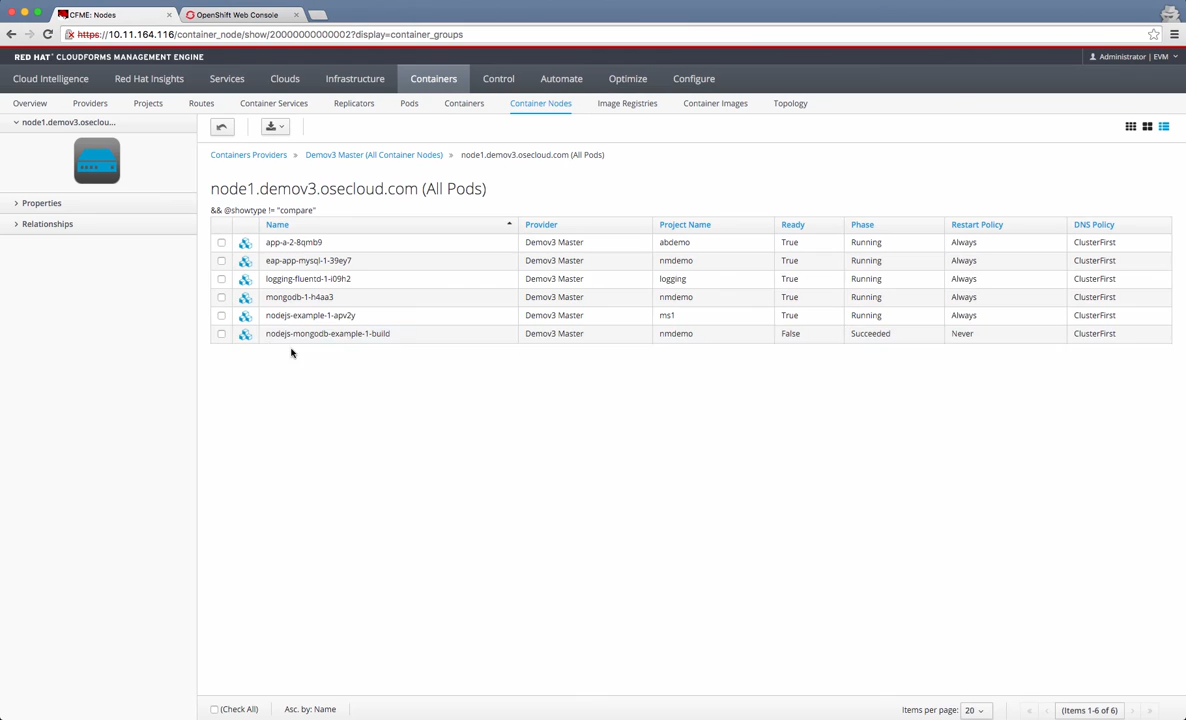 CFME: Nodes
OpenShift Web Console
https://10.11.164.116/container_node/show/20000000000002?display=container_groups
RED HAT CLOUDFORMS MANAGEMENT ENGINE
Administrator | EVM
Cloud Intelligence Red Hat Insights Services Clouds Infrastructure Containers Control Automate Optimize Configure
Overview Providers Projects Routes Container Services Replicators Pods Containers Container Nodes Image Registries Container Images Topology
node1.demov3.oseclou...
Properties
Relationships
Containers Providers » Demov3 Master (All Container Nodes) » node1.demov3.osecloud.com (All Pods)
node1.demov3.osecloud.com (All Pods)
&& @showtype != "compare"
Name Provider Project Name Ready Phase Restart Policy DNS Policy
app-a-2-8qmb9 Demov3 Master abdemo True Running Always ClusterFirst
eap-app-mysql-1-39ey7 Demov3 Master nmdemo True Running Always ClusterFirst
logging-fluentd-1-i09h2 Demov3 Master logging True Running Always ClusterFirst
mongodb-1-h4aa3 Demov3 Master nmdemo True Running Always ClusterFirst
nodejs-example-1-apv2y Demov3 Master ms1 True Running Always ClusterFirst
nodejs-mongodb-example-1-build Demov3 Master nmdemo False Succeeded Never ClusterFirst
(Check All) Asc. by: Name Items per page: 20 « ‹ (Items 1-6 of 6) › »